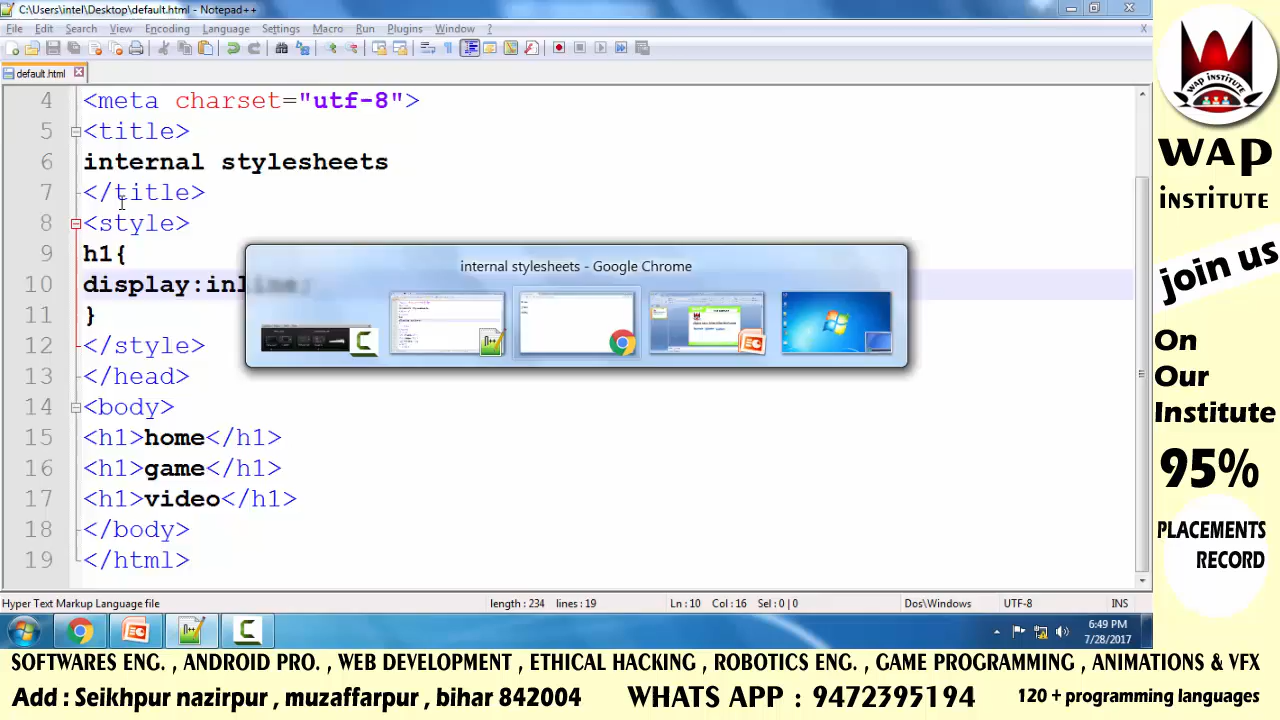 C:\Users\intel\Desktop\default.html - Notepad++
File Edit Search View Encoding Language Settings Macro Run Plugins Window ? X
default.html
4 <meta charset="utf-8">
5 <title>
6 internal stylesheets
7 </title>
8 <style>
9 h1{
10 display:inline;
11 }
12 </style>
13 </head>
14 <body>
15 <h1>home</h1>
16 <h1>game</h1>
17 <h1>video</h1>
18 </body>
19 </html>
internal stylesheets - Google Chrome
Hyper Text Markup Language file length : 234 lines : 19 Ln : 10 Col : 16 Sel : 0 | 0 Dos\Windows UTF-8 INS
6:49 PM
7/28/2017
WAP INSTITUTE
WAP
INSTITUTE
join us
On
Our
Institute
95%
PLACEMENTS
RECORD
SOFTWARES ENG. , ANDROID PRO. , WEB DEVELOPMENT , ETHICAL HACKING , ROBOTICS ENG. , GAME PROGRAMMING , ANIMATIONS & VFX
Add : Seikhpur nazirpur , muzaffarpur , bihar 842004 WHATS APP : 9472395194 120 + programming languages